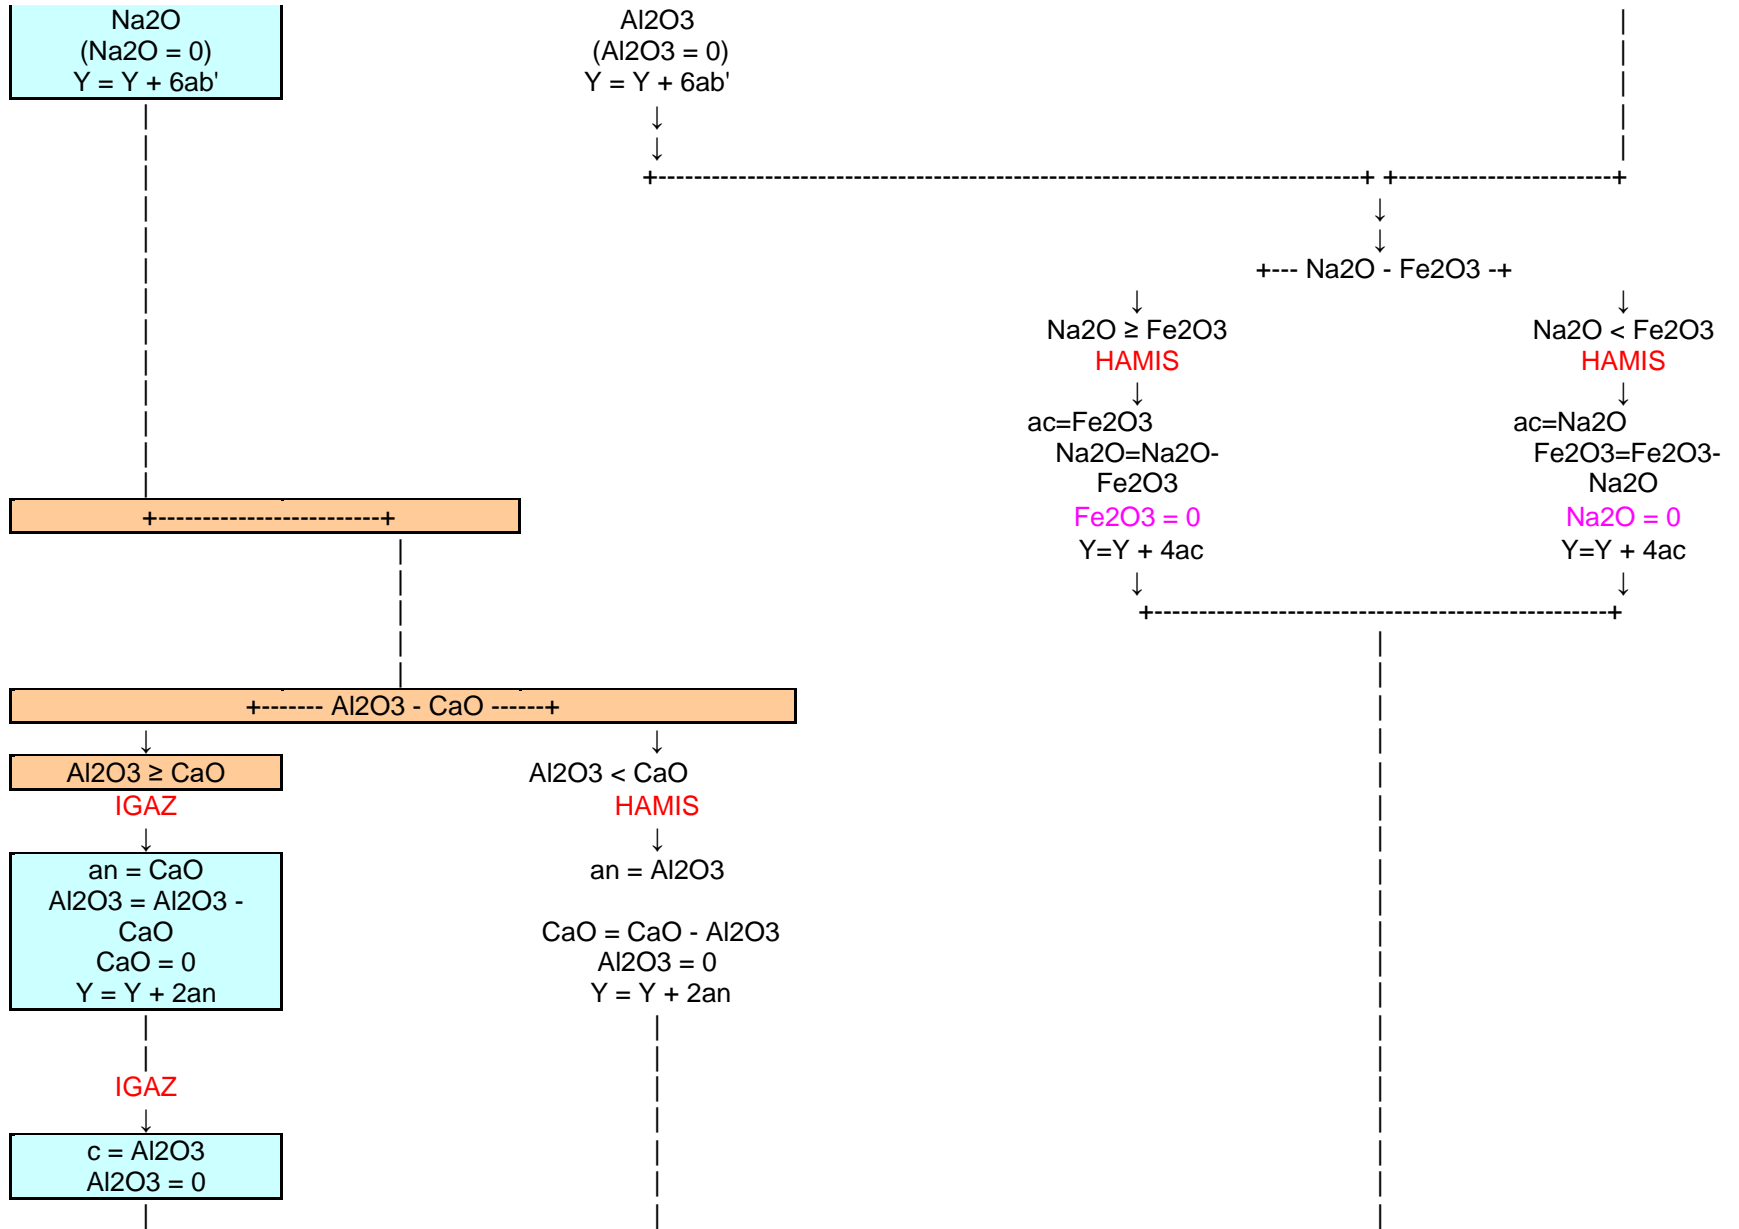 Na2O
(Na2O = 0)
Y = Y + 6ab'
Al2O3
(Al2O3 = 0)
Y = Y + 6ab'
↓
↓
+--------------------------------------------------------------------------------+ +--------------------------+
↓
↓
+--- Na2O - Fe2O3 -+
↓ ↓
Na2O ≥ Fe2O3
HAMIS
↓
ac=Fe2O3
Na2O=Na2O-
Fe2O3
Fe2O3 = 0
Y=Y + 4ac
↓
Na2O < Fe2O3
HAMIS
↓
ac=Na2O
Fe2O3=Fe2O3-
Na2O
Na2O = 0
Y=Y + 4ac
↓
+----------------------------------------------------+
+--------------------------+
+------- Al2O3 - CaO ------+
↓ ↓
Al2O3 ≥ CaO
IGAZ
↓
an = CaO
Al2O3 = Al2O3 -
CaO
CaO = 0
Y = Y + 2an
IGAZ
↓
c = Al2O3
Al2O3 = 0
Al2O3 < CaO
HAMIS
↓
an = Al2O3
CaO = CaO - Al2O3
Al2O3 = 0
Y = Y + 2an